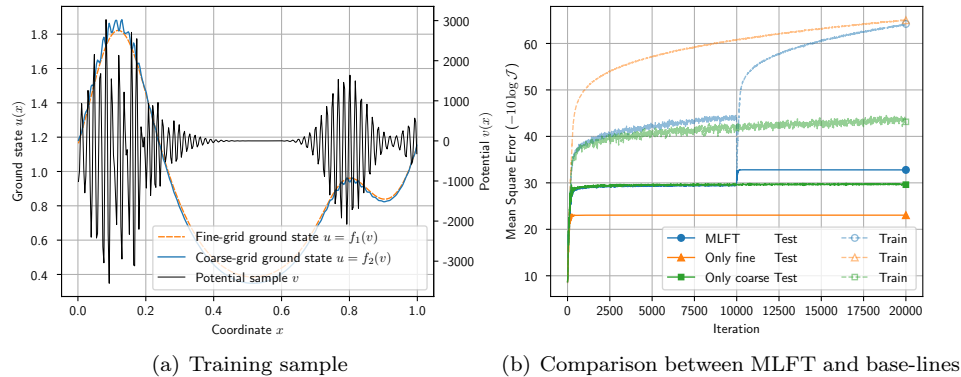 1.8
1.6
1.4
1.2
1.0
0.8
0.6
0.4
Ground state u(x)
3000
2000
1000
0
−1000
−2000
−3000
Potential v(x)
Fine-grid ground state u = f₁(v)
Coarse-grid ground state u = f₂(v)
Potential sample v
0.0 0.2 0.4 0.6 0.8 1.0
Coordinate x
(a) Training sample
60
50
40
30
20
10
Mean Square Error (−10 log 𝒥)
MLFT Test Train
Only fine Test Train
Only coarse Test Train
0 2500 5000 7500 10000 12500 15000 17500 20000
Iteration
(b) Comparison between MLFT and base-lines